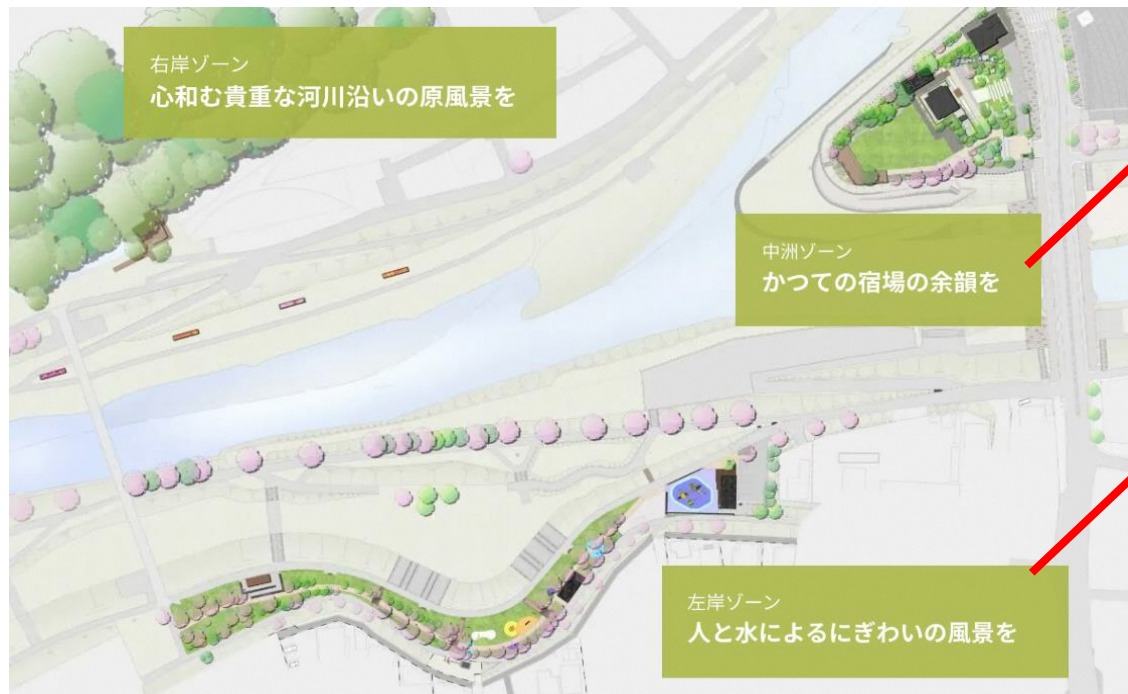 右岸ゾーン
心和む貴重な河川沿いの原風景を
中洲ゾーン
かつての宿場の余韻を
左岸ゾーン
人と水によるにぎわいの風景を